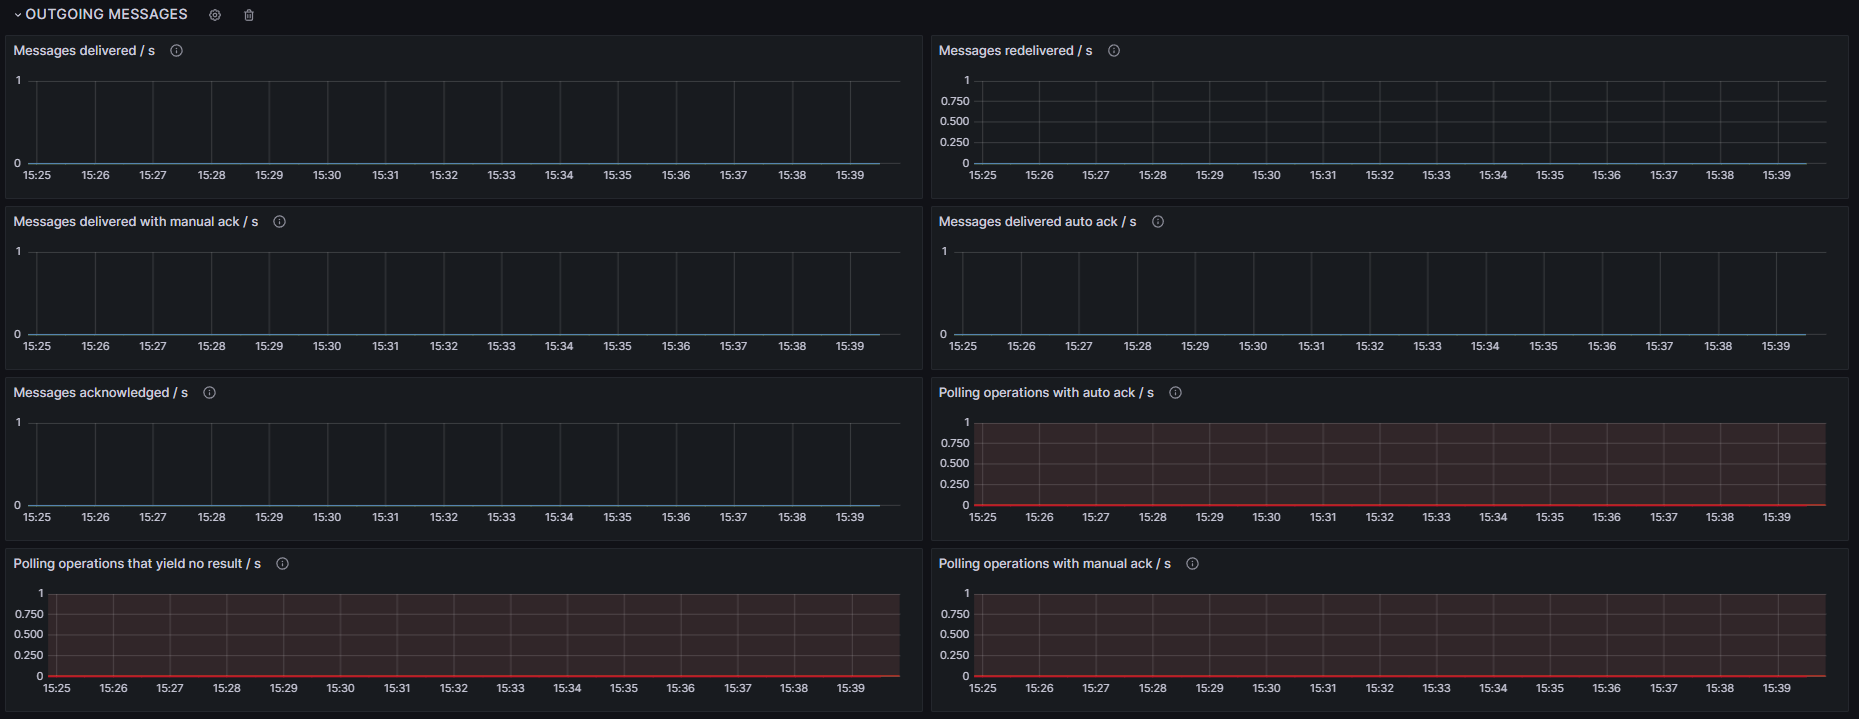 OUTGOING MESSAGES
Messages delivered / s
1
0
15:25 15:26 15:27 15:28 15:29 15:30 15:31 15:32 15:33 15:34 15:35 15:36 15:37 15:38 15:39
Messages redelivered / s
1
0.750
0.500
0.250
0
15:25 15:26 15:27 15:28 15:29 15:30 15:31 15:32 15:33 15:34 15:35 15:36 15:37 15:38 15:39
Messages delivered with manual ack / s
1
0
15:25 15:26 15:27 15:28 15:29 15:30 15:31 15:32 15:33 15:34 15:35 15:36 15:37 15:38 15:39
Messages delivered auto ack / s
1
0
15:25 15:26 15:27 15:28 15:29 15:30 15:31 15:32 15:33 15:34 15:35 15:36 15:37 15:38 15:39
Messages acknowledged / s
1
0
15:25 15:26 15:27 15:28 15:29 15:30 15:31 15:32 15:33 15:34 15:35 15:36 15:37 15:38 15:39
Polling operations with auto ack / s
1
0.750
0.500
0.250
0
15:25 15:26 15:27 15:28 15:29 15:30 15:31 15:32 15:33 15:34 15:35 15:36 15:37 15:38 15:39
Polling operations that yield no result / s
1
0.750
0.500
0.250
0
15:25 15:26 15:27 15:28 15:29 15:30 15:31 15:32 15:33 15:34 15:35 15:36 15:37 15:38 15:39
Polling operations with manual ack / s
1
0.750
0.500
0.250
0
15:25 15:26 15:27 15:28 15:29 15:30 15:31 15:32 15:33 15:34 15:35 15:36 15:37 15:38 15:39